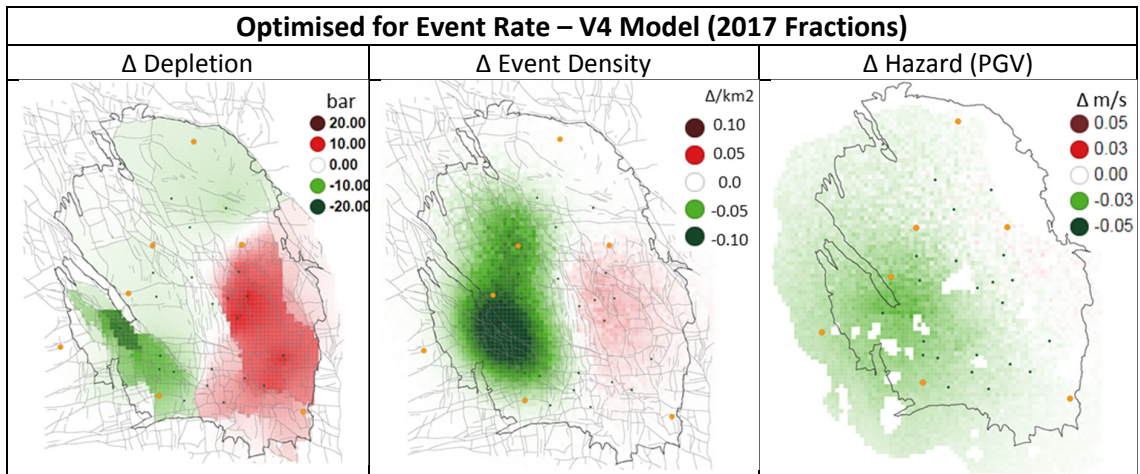 Optimised for Event Rate – V4 Model (2017 Fractions)
Δ Depletion
Δ Event Density
Δ Hazard (PGV)
bar
20.00
10.00
0.00
-10.00
-20.00
Δ/km2
0.10
0.05
0.0
-0.05
-0.10
Δ m/s
0.05
0.03
0.00
-0.03
-0.05